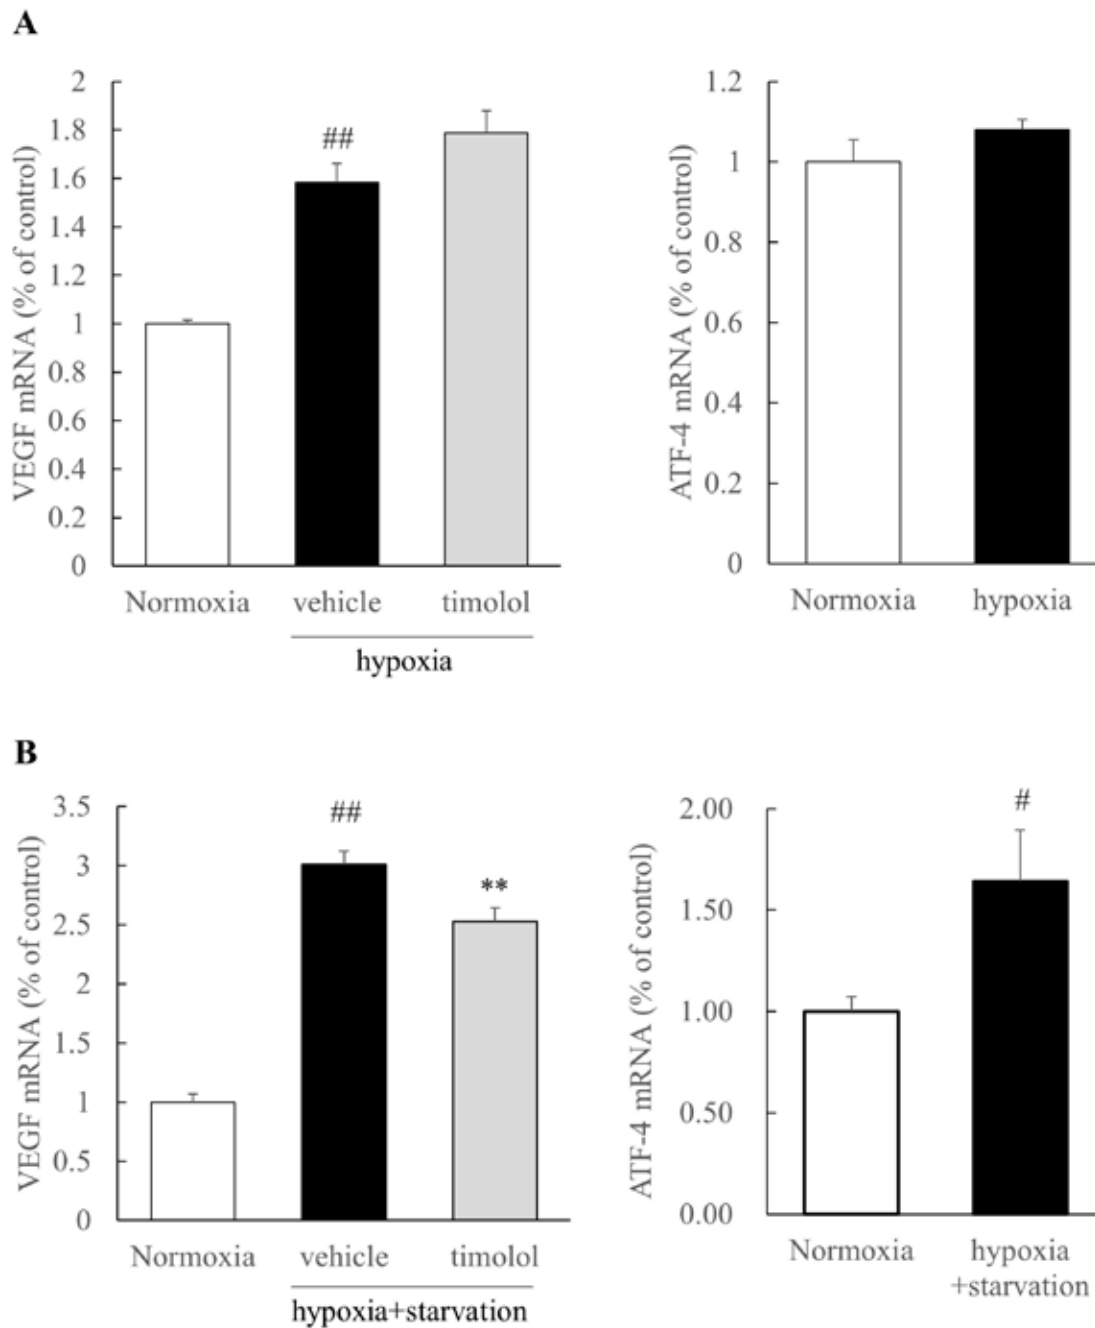 A
VEGF mRNA (% of control)
2
1.8
1.6
1.4
1.2
1
0.8
0.6
0.4
0.2
0
##
Normoxia vehicle timolol
hypoxia
ATF-4 mRNA (% of control)
1.2
1
0.8
0.6
0.4
0.2
0
Normoxia hypoxia
B
VEGF mRNA (% of control)
3.5
3
2.5
2
1.5
1
0.5
0
##
**
Normoxia vehicle timolol
hypoxia+starvation
ATF-4 mRNA (% of control)
2.00
1.50
1.00
0.50
0.00
#
Normoxia hypoxia
+starvation